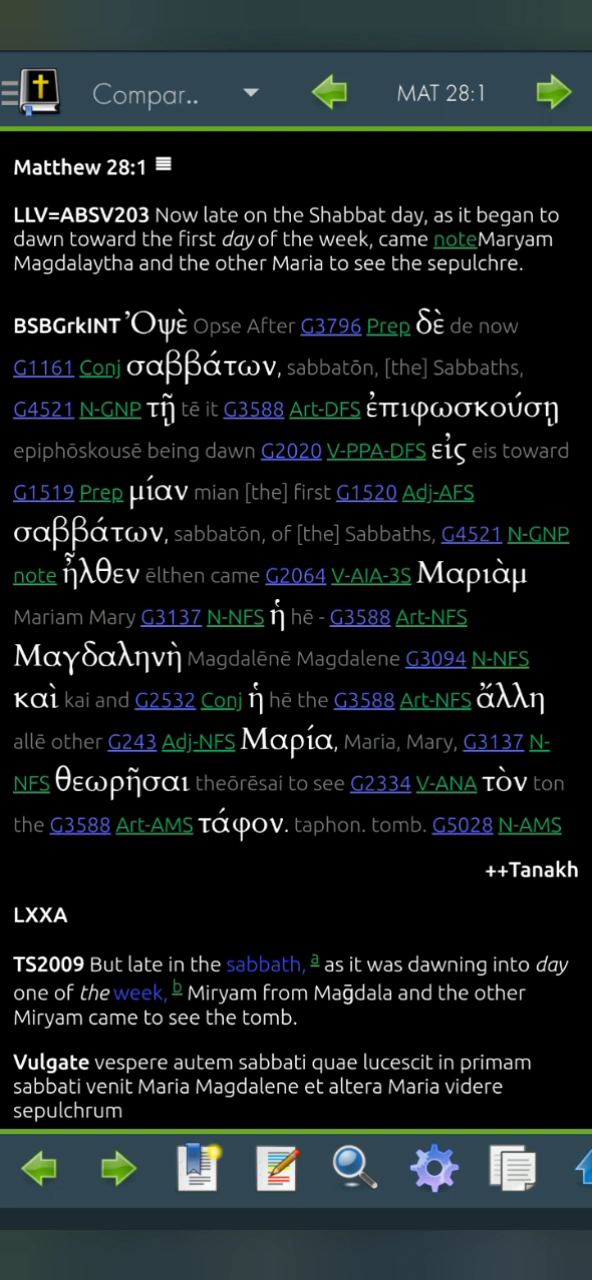 Compar..
MAT 28:1
Matthew 28:1
LLV=ABSV203 Now late on the Shabbat day, as it began to
dawn toward the first day of the week, came noteMaryam
Magdalaytha and the other Maria to see the sepulchre.
BSBGrkINT Ὀψὲ Opse After G3796 Prep δὲ de now
G1161 Conj σαββάτων, sabbatōn, [the] Sabbaths,
G4521 N-GNP τῇ tē it G3588 Art-DFS ἐπιφωσκούσῃ
epiphōskousē being dawn G2020 V-PPA-DFS εἰς eis toward
G1519 Prep μίαν mian [the] first G1520 Adj-AFS
σαββάτων, sabbatōn, of [the] Sabbaths, G4521 N-GNP
note ἦλθεν ēlthen came G2064 V-AIA-3S Μαριὰμ
Mariam Mary G3137 N-NFS ἡ hē - G3588 Art-NFS
Μαγδαληνὴ Magdalēnē Magdalene G3094 N-NFS
καὶ kai and G2532 Conj ἡ hē the G3588 Art-NFS ἄλλη
allē other G243 Adj-NFS Μαρία, Maria, Mary, G3137 N-
NFS θεωρῆσαι theōrēsai to see G2334 V-ANA τὸν ton
the G3588 Art-AMS τάφον. taphon. tomb. G5028 N-AMS
++Tanakh
LXXA
TS2009 But late in the sabbath, a as it was dawning into day
one of the week, b Miryam from Maḡdala and the other
Miryam came to see the tomb.
Vulgate vespere autem sabbati quae lucescit in primam
sabbati venit Maria Magdalene et altera Maria videre
sepulchrum